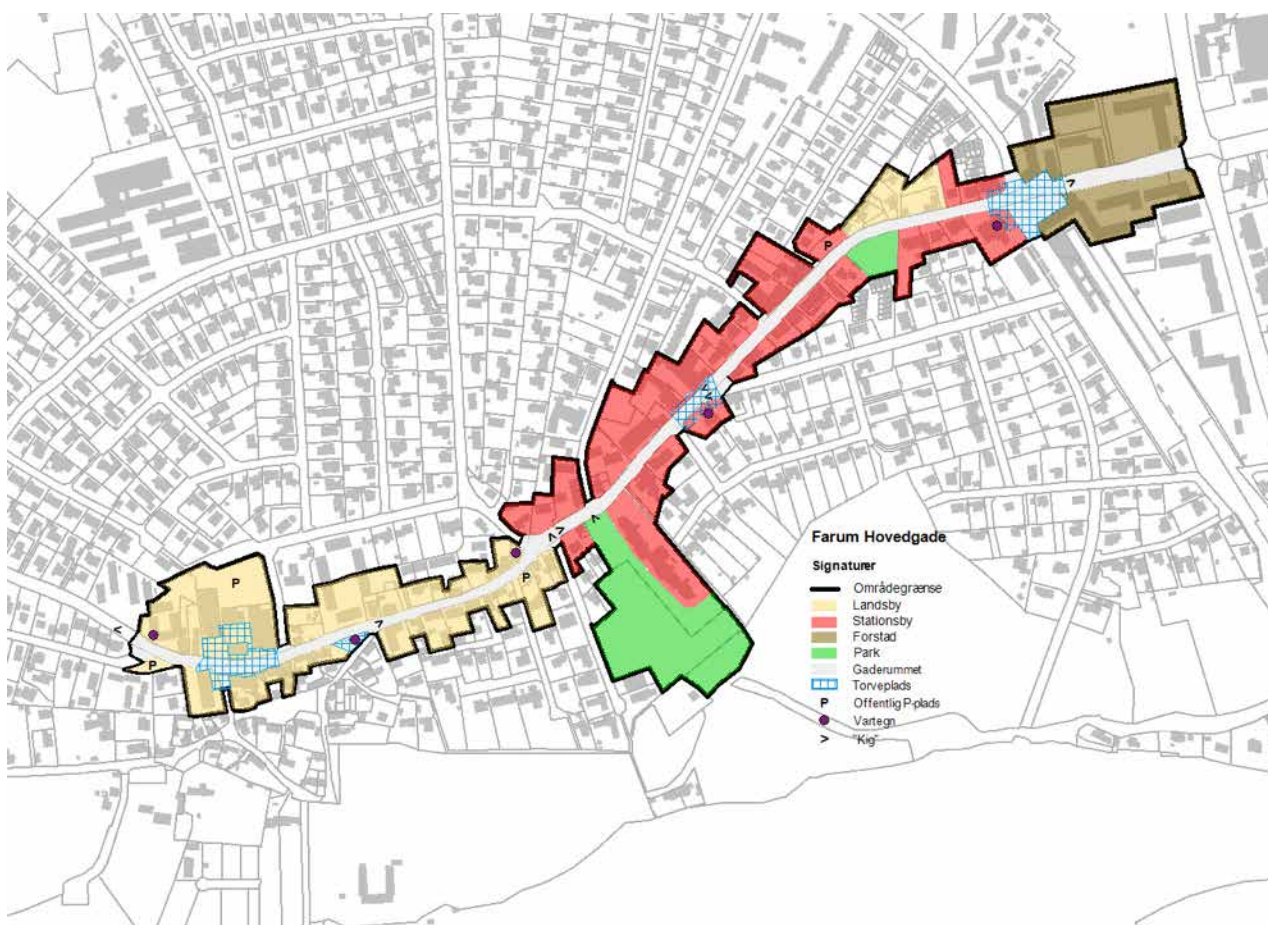 P
P
P
P
Farum Hovedgade
Signaturer
Områdegrænse
Landsby
Stationsby
Forstad
Park
Gaderummet
Torveplads
P Offentlig P-plads
Vartegn
> "Kig"